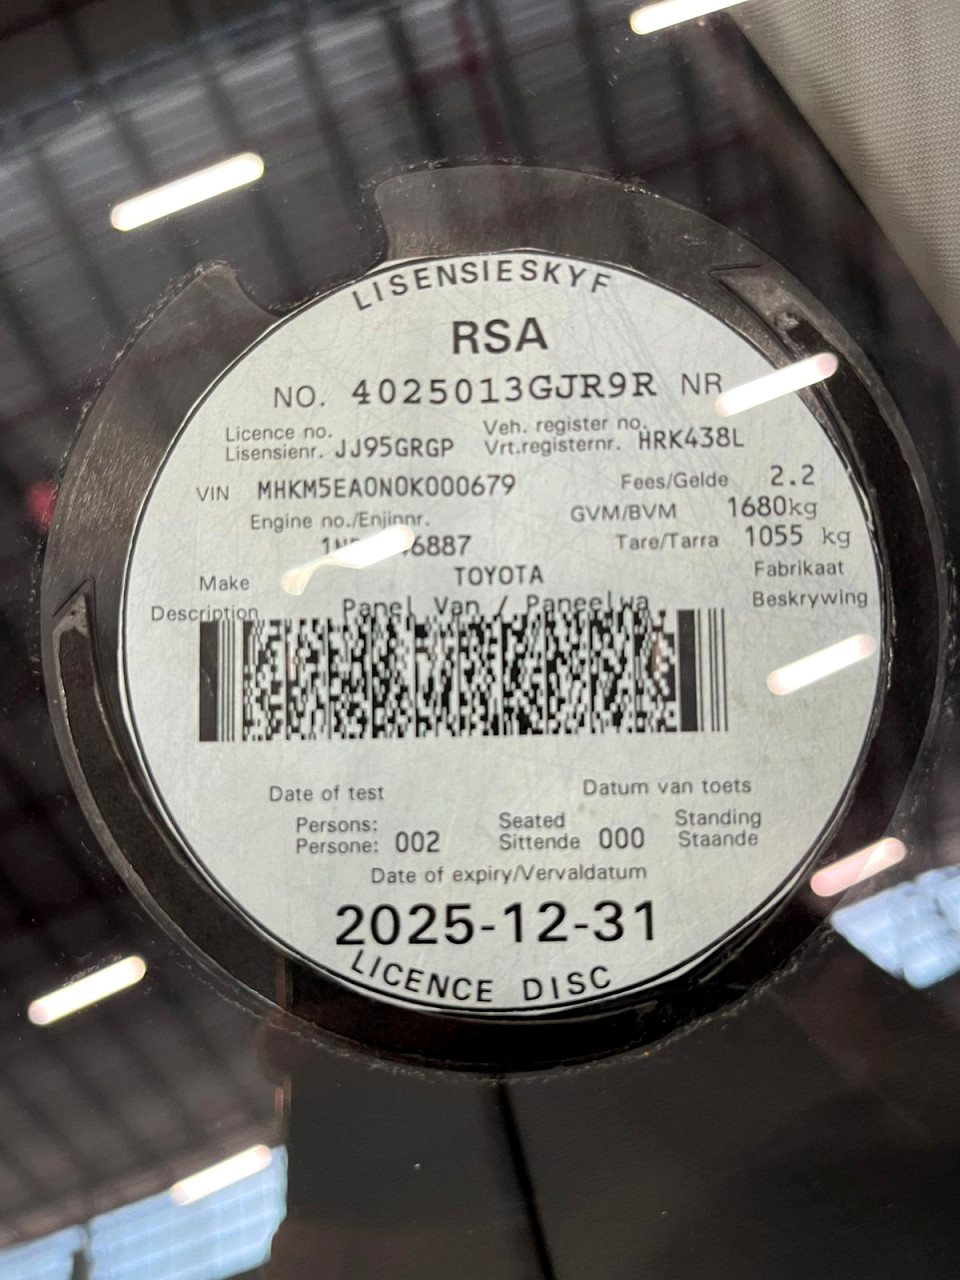 LISENSIESKYF
RSA
NO. 4025013GJR9R NR
Licence no.
Lisensienr. JJ95GRGP
Veh. register no.
Vrt.registernr. HRK438L
VIN MHKM5EA0N0K000679
Fees/Gelde 2.2
Engine no./Enjinnr.
GVM/BVM 1680kg
Tare/Tarra 1055 kg
Make TOYOTA Fabrikaat
Description Panel Van / Paneelwa Beskrywing
Date of test Datum van toets
Persons:
Persone: 002
Seated
Sittende 000
Standing
Staande
Date of expiry/Vervaldatum
2025-12-31
LICENCE DISC